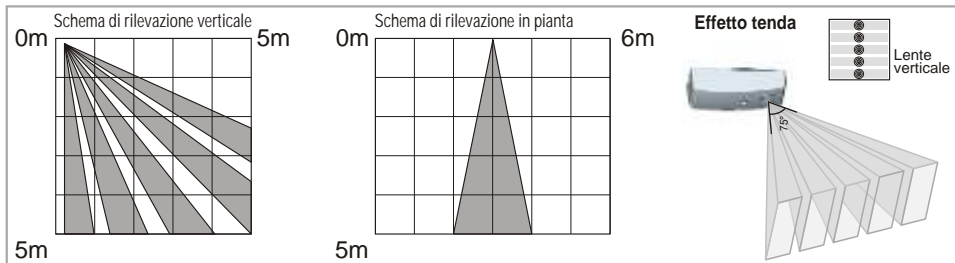 Schema di rilevazione verticale
0m
5m
5m
Schema di rilevazione in pianta
0m
6m
5m
Effetto tenda
Lente
verticale
75°